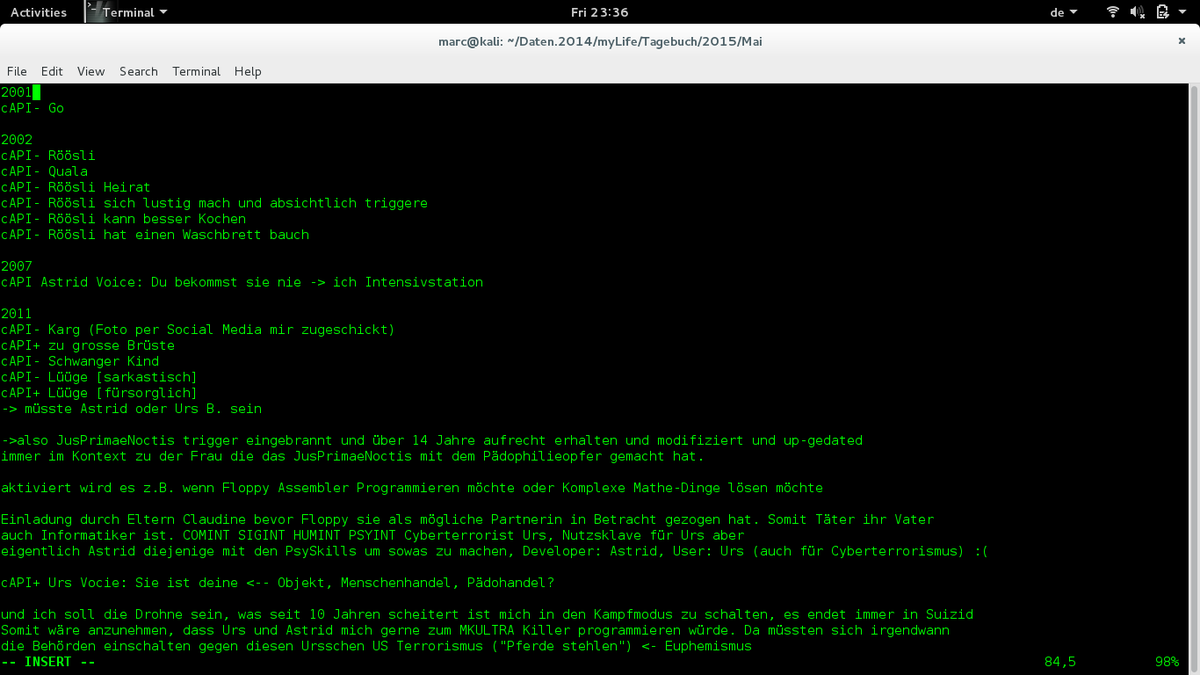 Activities Terminal Fri 23:36 de
marc@kali: ~/Daten.2014/myLife/Tagebuch/2015/Mai
File Edit View Search Terminal Help
2001
cAPI- Go
2002
cAPI- Röösli
cAPI- Quala
cAPI- Röösli Heirat
cAPI- Röösli sich lustig mach und absichtlich triggere
cAPI- Röösli kann besser Kochen
cAPI- Röösli hat einen Waschbrett bauch
2007
cAPI Astrid Voice: Du bekommst sie nie -> ich Intensivstation
2011
cAPI- Karg (Foto per Social Media mir zugeschickt)
cAPI+ zu grosse Brüste
cAPI- Schwanger Kind
cAPI- Lüüge [sarkastisch]
cAPI+ Lüüge [fürsorglich]
-> müsste Astrid oder Urs B. sein
->also JusPrimaeNoctis trigger eingebrannt und über 14 Jahre aufrecht erhalten und modifiziert und up-gedated
immer im Kontext zu der Frau die das JusPrimaeNoctis mit dem Pädophilieopfer gemacht hat.
aktiviert wird es z.B. wenn Floppy Assembler Programmieren möchte oder Komplexe Mathe-Dinge lösen möchte
Einladung durch Eltern Claudine bevor Floppy sie als mögliche Partnerin in Betracht gezogen hat. Somit Täter ihr Vater
auch Informatiker ist. COMINT SIGINT HUMINT PSYINT Cyberterrorist Urs, Nutzsklave für Urs aber
eigentlich Astrid diejenige mit den PsySkills um sowas zu machen, Developer: Astrid, User: Urs (auch für Cyberterrorismus) :(
cAPI+ Urs Vocie: Sie ist deine <-- Objekt, Menschenhandel, Pädohandel?
und ich soll die Drohne sein, was seit 10 Jahren scheitert ist mich in den Kampfmodus zu schalten, es endet immer in Suizid
Somit wäre anzunehmen, dass Urs und Astrid mich gerne zum MKULTRA Killer programmieren würde. Da müssten sich irgendwann
die Behörden einschalten gegen diesen Ursschen US Terrorismus ("Pferde stehlen") <- Euphemismus
-- INSERT -- 84,5 98%